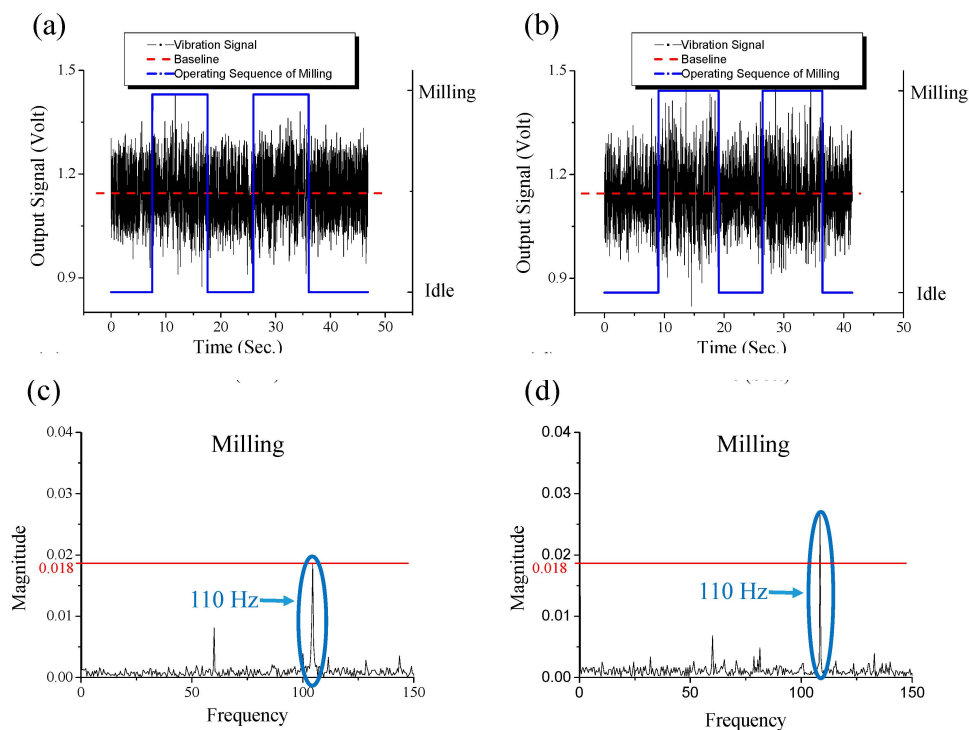 (a)
Vibration Signal
Baseline
Operating Sequence of Milling
1.5
1.2
0.9
Output Signal (Volt)
Milling
Idle
0 10 20 30 40 50
Time (Sec.)
(b)
Vibration Signal
Baseline
Operating Sequence of Milling
1.5
1.2
0.9
Output Signal (Volt)
Milling
Idle
0 10 20 30 40 50
Time (Sec.)
(c)
Milling
0.04
0.03
0.02
0.018
0.01
0.00
Magnitude
110 Hz
0 50 100 150
Frequency
(d)
Milling
0.04
0.03
0.02
0.018
0.01
0.00
Magnitude
110 Hz
0 50 100 150
Frequency